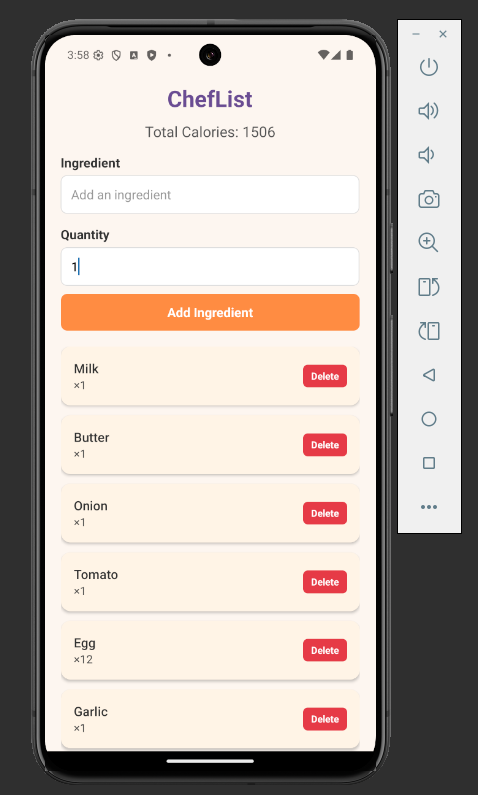 3:58
ChefList
Total Calories: 1506
Ingredient
Add an ingredient
Quantity
1
Add Ingredient
Milk
×1
Delete
Butter
×1
Delete
Onion
×1
Delete
Tomato
×1
Delete
Egg
×12
Delete
Garlic
×1
Delete